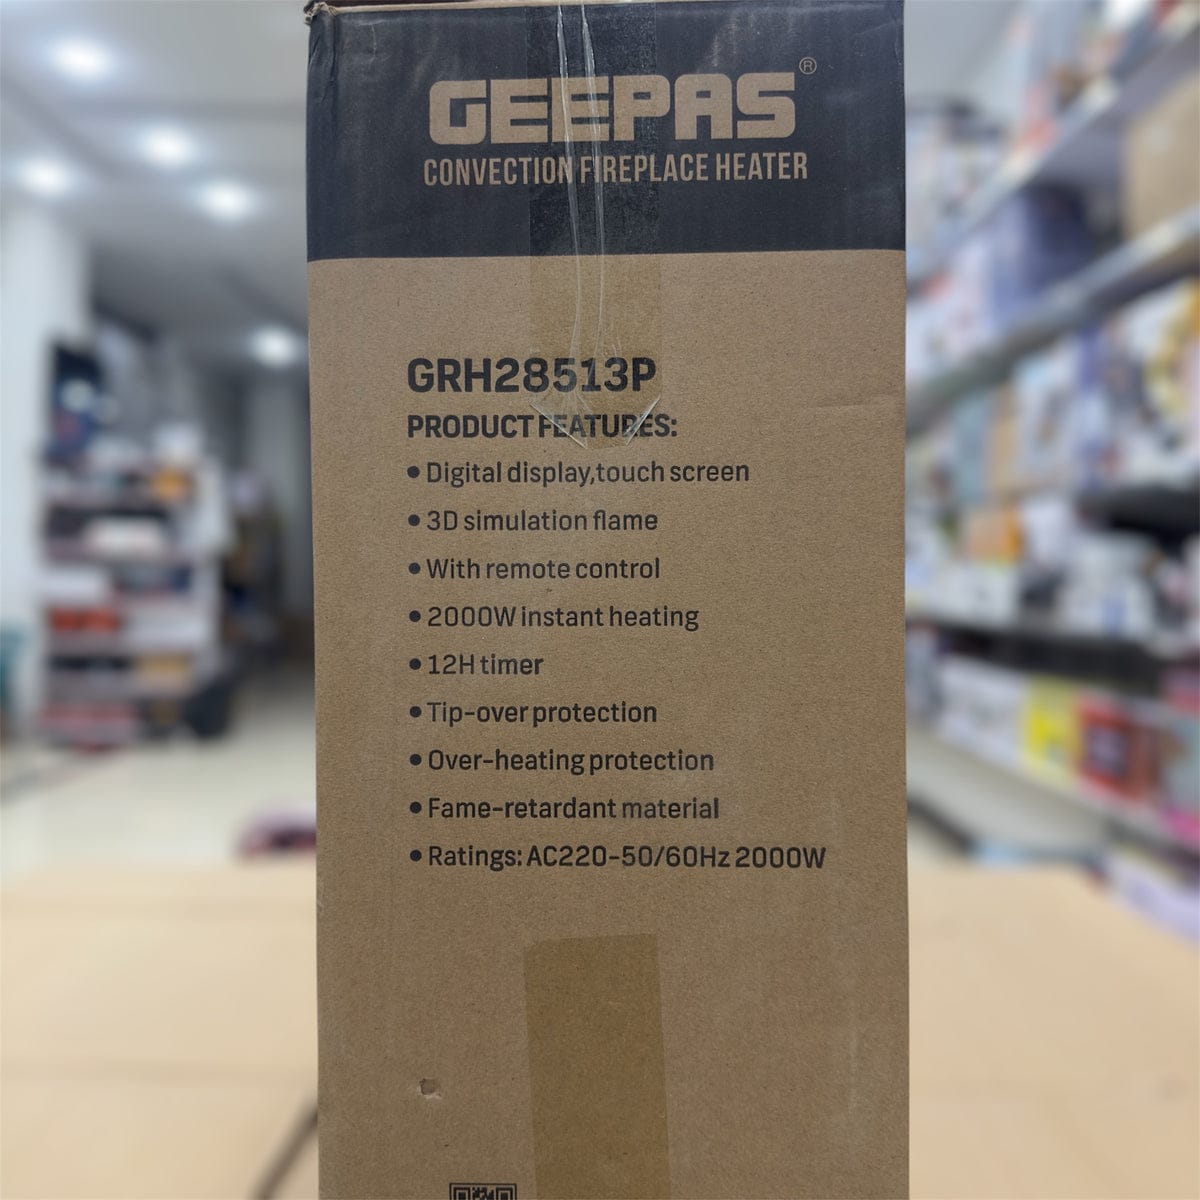 GEEPAS®
CONVECTION FIREPLACE HEATER
GRH28513P
PRODUCT FEATURES:
• Digital display,touch screen
• 3D simulation flame
• With remote control
• 2000W instant heating
• 12H timer
• Tip-over protection
• Over-heating protection
• Fame-retardant material
• Ratings: AC220-50/60Hz 2000W